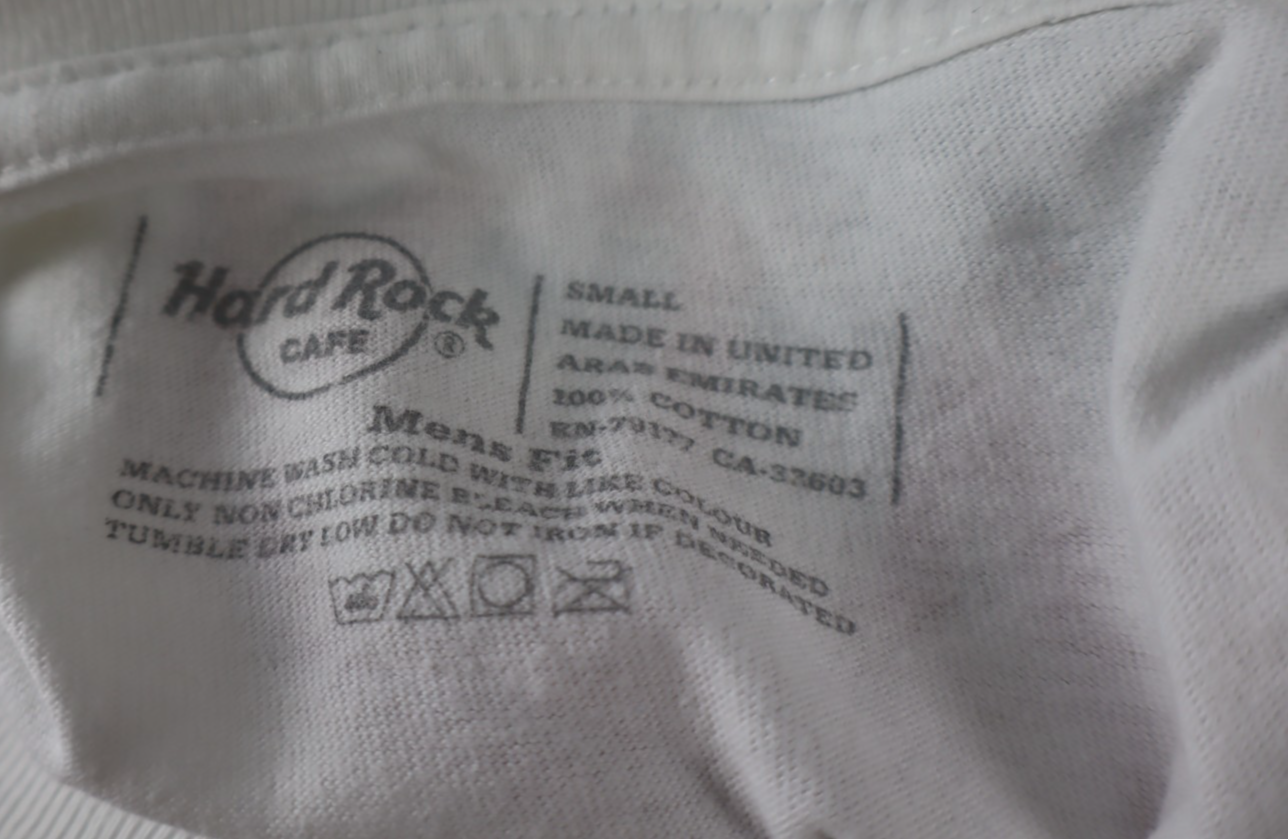 Hard Rock
CAFE ®
SMALL
MADE IN UNITED
ARAB EMIRATES
100% COTTON
RN-79177 CA-32603
Mens Fit
MACHINE WASH COLD WITH LIKE COLOUR
ONLY NON CHLORINE BLEACH WHEN NEEDED
TUMBLE DRY LOW DO NOT IRON IF DECORATED